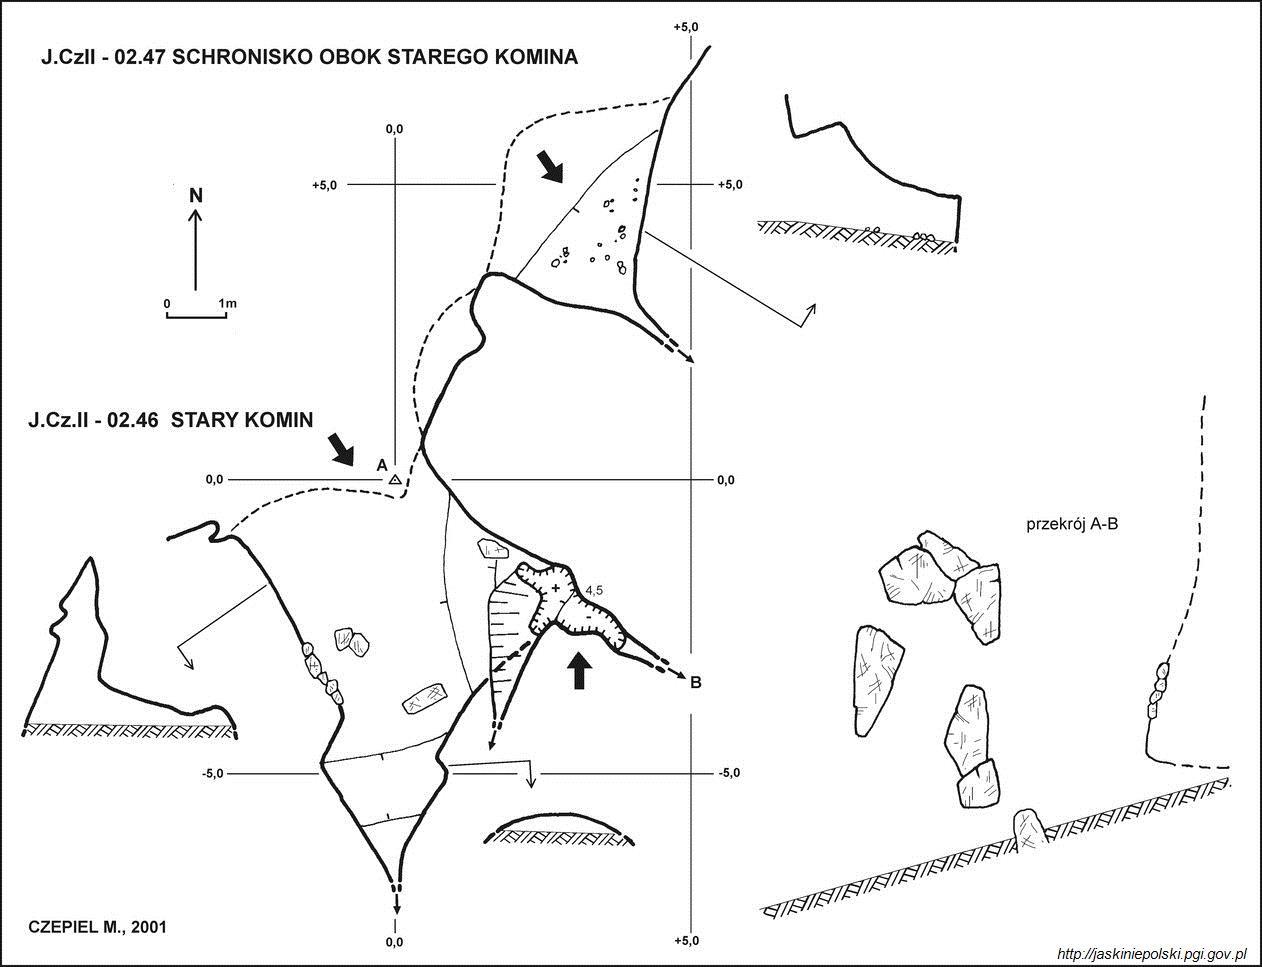 +5,0
J.CzII - 02.47 SCHRONISKO OBOK STAREGO KOMINA
0,0
+5,0
+5,0
N
0
1m
J.Cz.II - 02.46 STARY KOMIN
A
0,0
0,0
przekrój A-B
4,5
B
-5,0
-5,0
CZEPIEL M., 2001
0,0
+5,0
http://jaskiniepolski.pgi.gov.pl